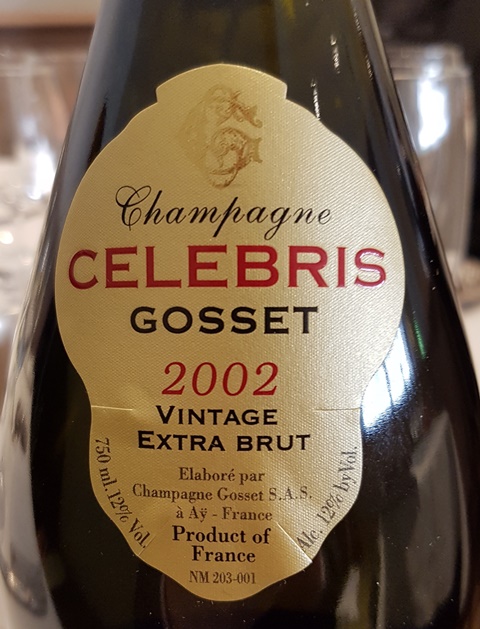 Champagne
CELEBRIS
GOSSET
2002
VINTAGE
EXTRA BRUT
Elaboré par
Champagne Gosset S.A.S.
à Aÿ - France
Product of
France
NM 203-001
750 ml. 12% Vol.
Alc. 12% by Vol.